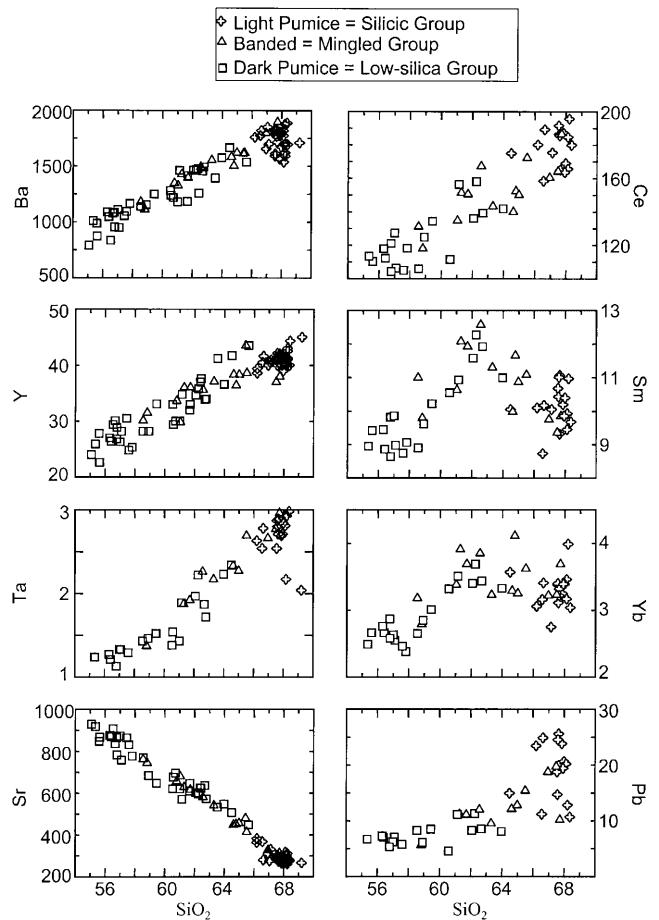 Light Pumice = Silicic Group
Banded = Mingled Group
Dark Pumice = Low-silica Group
2000
1500
1000
500
Ba
200
160
120
Ce
50
40
30
20
Y
13
11
9
Sm
3
2
1
Ta
4
3
2
Yb
1000
800
600
400
200
Sr
30
20
10
Pb
56
60
64
68
SiO₂
56
60
64
68
SiO₂